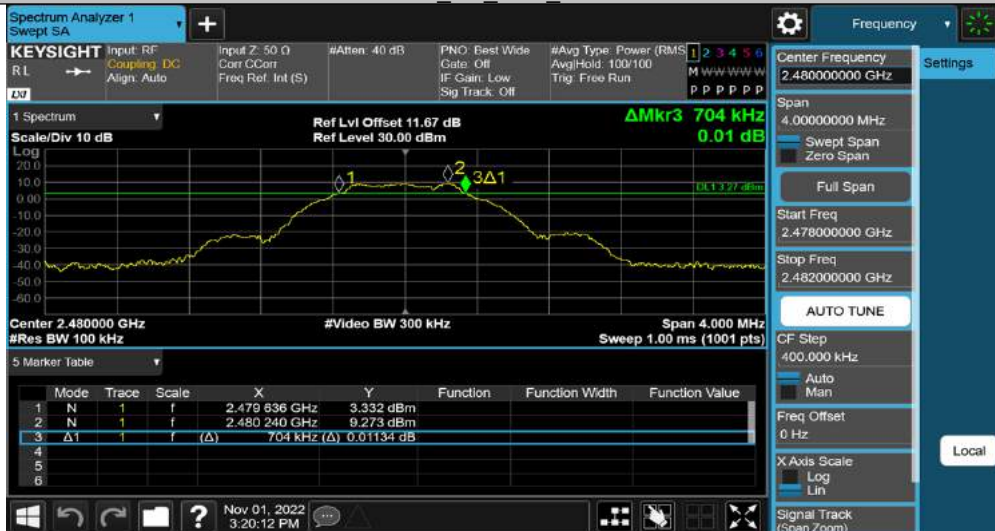 Spectrum Analyzer 1
Swept SA
+
Frequency
KEYSIGHT
RL
Input: RF
Coupling: DC
Align: Auto
Input Z: 50 Ω
Corr CCorr
Freq Ref: Int (S)
#Atten: 40 dB
PNO: Best Wide
Gate: Off
IF Gain: Low
Sig Track: Off
#Avg Type: Power (RMS
Avg|Hold: 100/100
Trig: Free Run
1 2 3 4 5 6
M W W W W W
P P P P P P
1 Spectrum
Scale/Div 10 dB
Ref Lvl Offset 11.67 dB
Ref Level 30.00 dBm
ΔMkr3 704 kHz
0.01 dB
Log
20.0
10.0
0.00
-10.0
-20.0
-30.0
-40.0
-50.0
-60.0
1
2
3Δ1
DL1 3.27 dBm
Center 2.480000 GHz
#Res BW 100 kHz
#Video BW 300 kHz
Span 4.000 MHz
Sweep 1.00 ms (1001 pts)
5 Marker Table
Mode Trace Scale X Y Function Function Width Function Value
1 N 1 f 2.479 636 GHz 3.332 dBm
2 N 1 f 2.480 240 GHz 9.273 dBm
3 Δ1 1 f (Δ) 704 kHz (Δ) 0.01134 dB
4
5
6
?
Nov 01, 2022
3:20:12 PM
Center Frequency
2.480000000 GHz
Settings
Span
4.00000000 MHz
Swept Span
Zero Span
Full Span
Start Freq
2.478000000 GHz
Stop Freq
2.482000000 GHz
AUTO TUNE
CF Step
400.000 kHz
Auto
Man
Freq Offset
0 Hz
X Axis Scale
Log
Lin
Local
Signal Track
(Span Zoom)